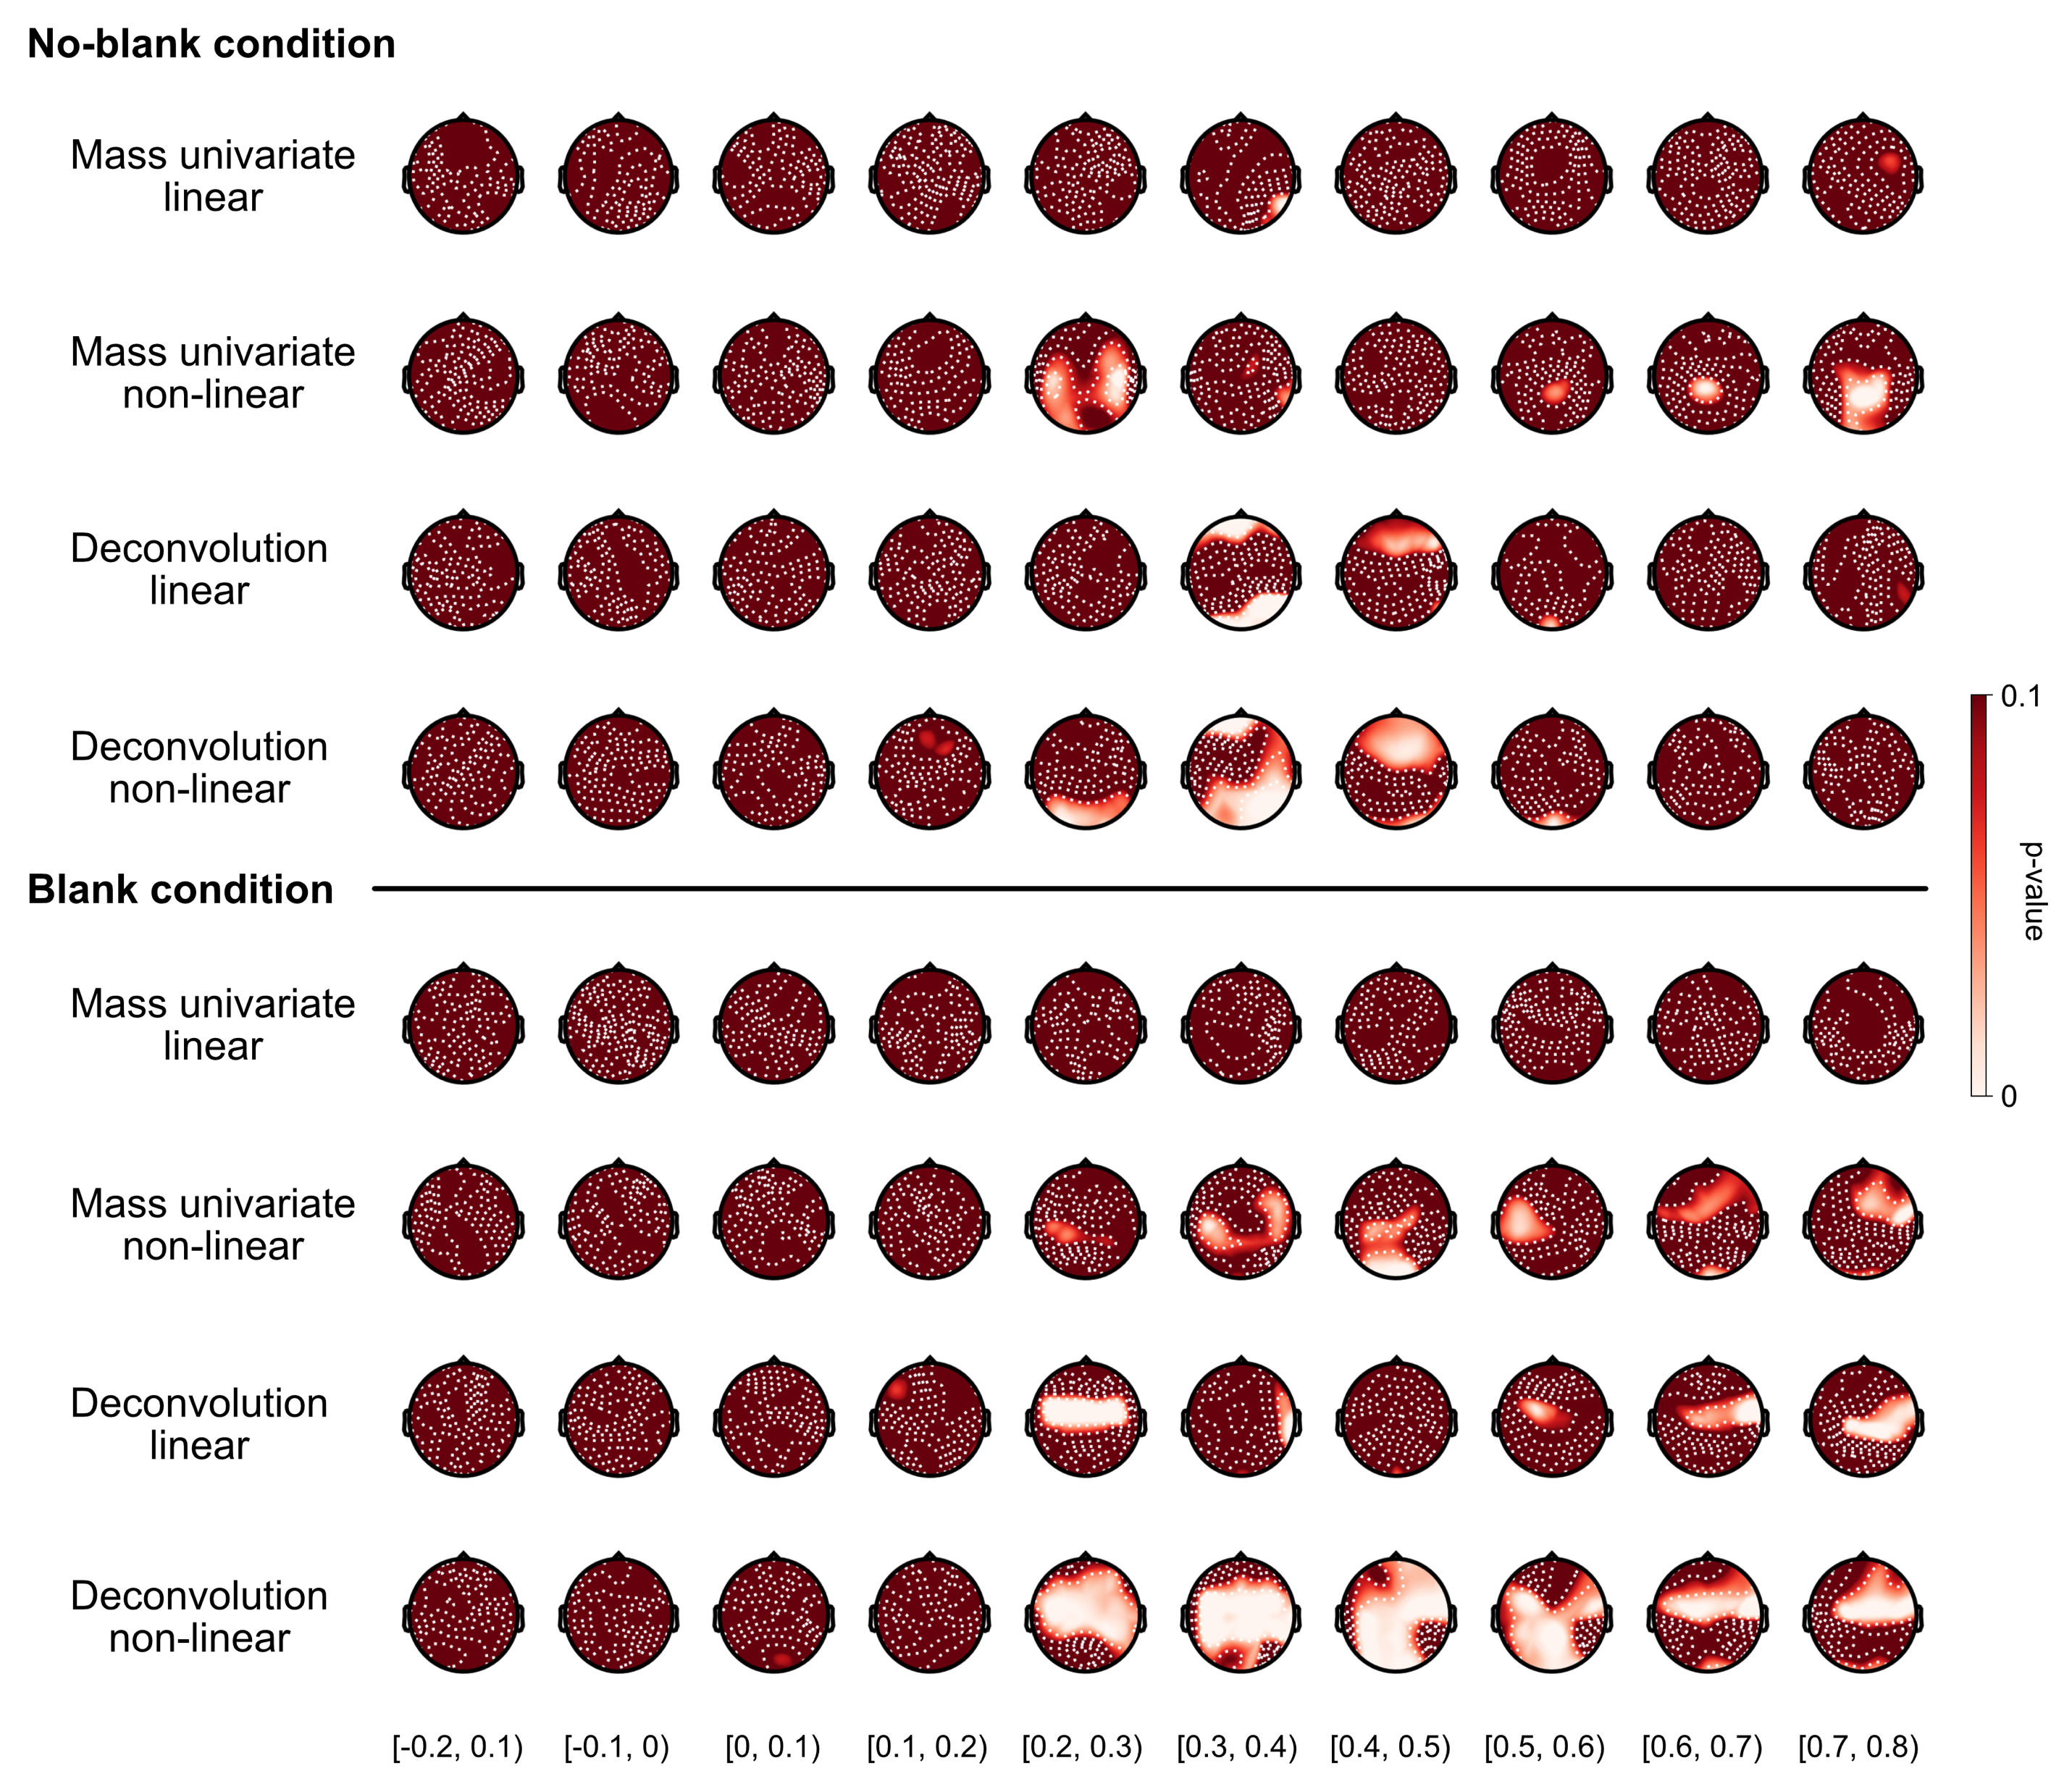 No-blank condition
Mass univariate
linear
Mass univariate
non-linear
Deconvolution
linear
Deconvolution
non-linear
0.1
p-value
0
Blank condition
Mass univariate
linear
Mass univariate
non-linear
Deconvolution
linear
Deconvolution
non-linear
[-0.2, 0.1) [-0.1, 0) [0, 0.1) [0.1, 0.2) [0.2, 0.3) [0.3, 0.4) [0.4, 0.5) [0.5, 0.6) [0.6, 0.7) [0.7, 0.8)